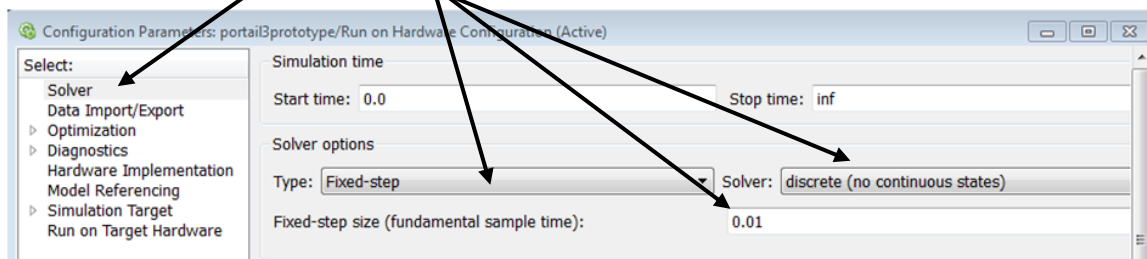 Configuration Parameters: portail3prototype/Run on Hardware Configuration (Active)
Select:
Solver
Data Import/Export
Optimization
Diagnostics
Hardware Implementation
Model Referencing
Simulation Target
Run on Target Hardware
Simulation time
Start time: 0.0 Stop time: inf
Solver options
Type: Fixed-step Solver: discrete (no continuous states)
Fixed-step size (fundamental sample time): 0.01